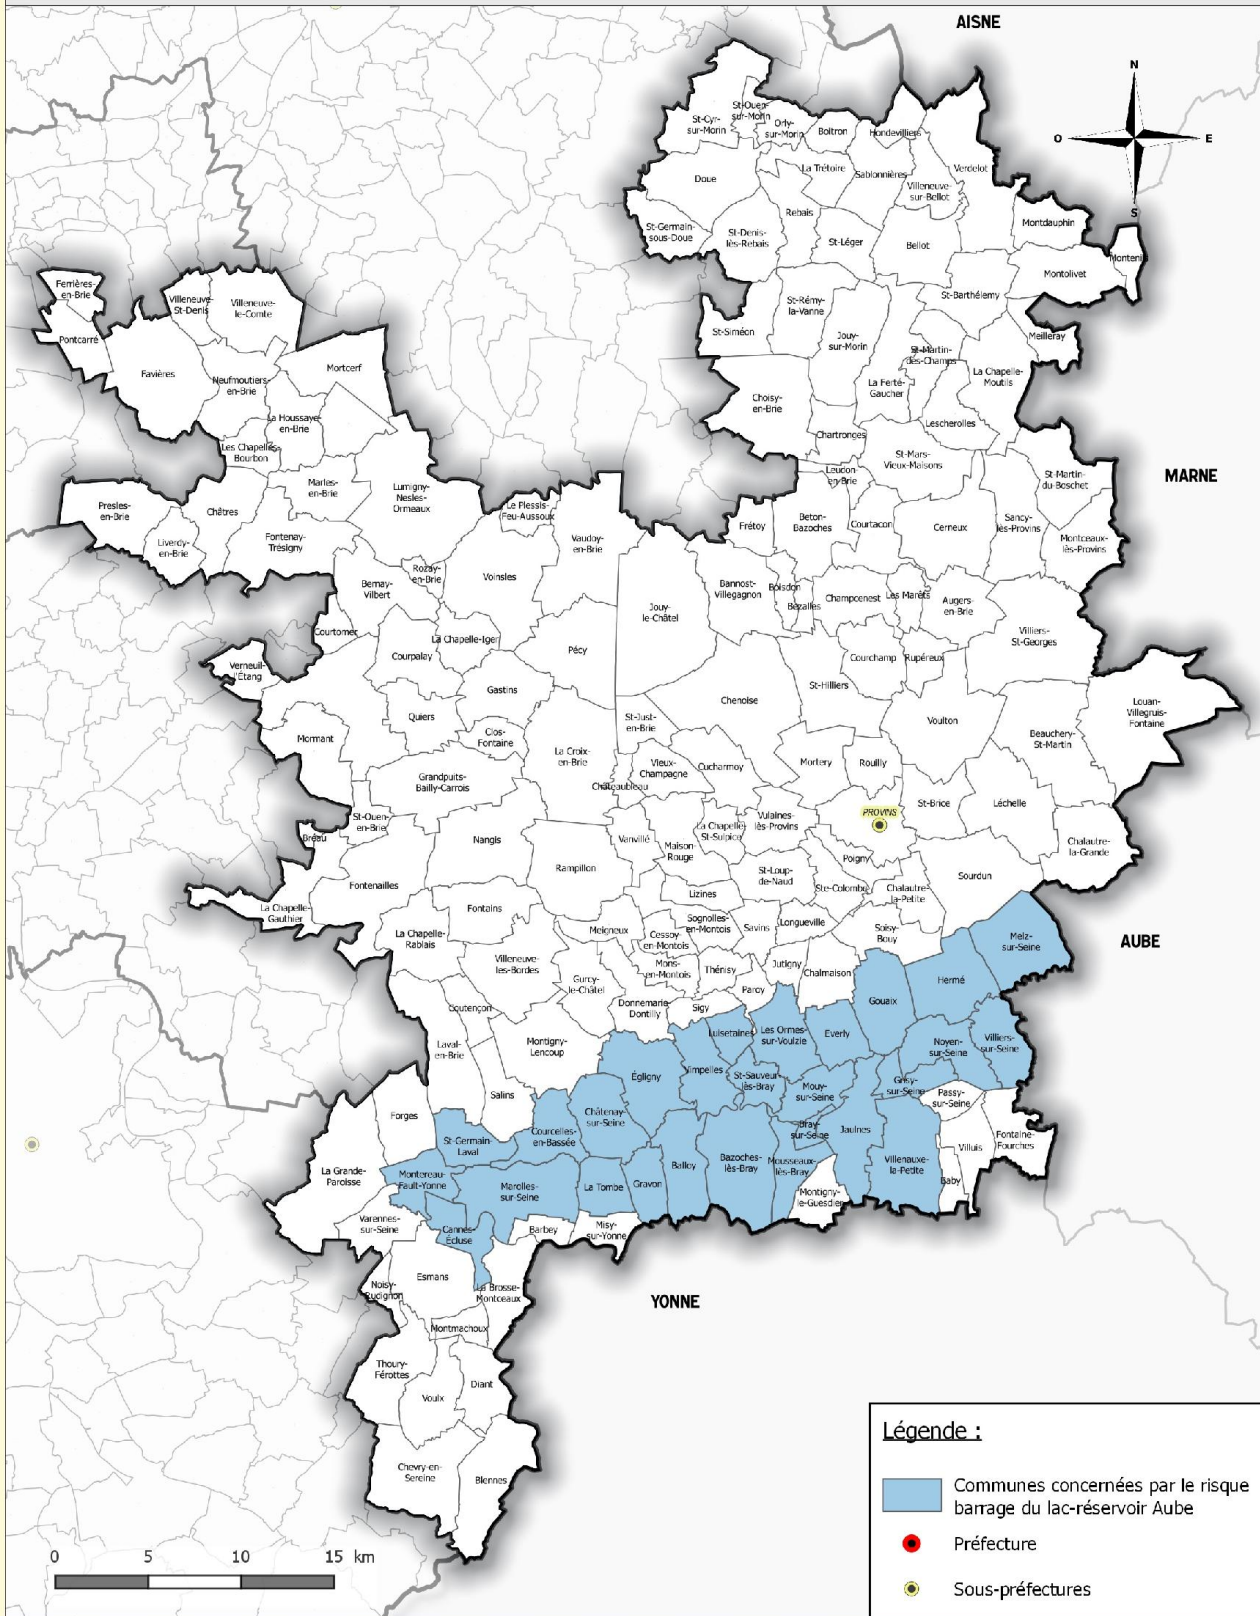 AISNE
N
O
E
S
St-Cyr-
sur-Morin
St-Ouen-
sur-Morin
Orly-
sur-Morin
Boitron
Hondevilliers
Verdelot
Doue
La Trétoire
Sablonnières
Villeneuve-
sur-Bellot
St-Germain-
sous-Doue
St-Denis-
lès-Rebais
Rebais
St-Léger
Bellot
Montdauphin
Montolivet
Ferrières-
en-Brie
Villeneuve-
St-Denis
Villeneuve-
le-Comte
Pontcarré
St-Siméon
St-Rémy-
la-Vanne
St-Barthélemy
Jouy-
sur-Morin
St-Martin-
des-Champs
Meilleray
Favières
Neufmoutiers-
en-Brie
Mortcerf
La Ferté-
Gaucher
La Chapelle-
Moutils
La Houssaye-
en-Brie
Choisy-
en-Brie
Lescherolles
Les Chapelles-
Bourbon
Chartronges
Leudon-
en-Brie
St-Mars-
Vieux-Maisons
St-Martin-
du-Boschet
MARNE
Presles-
en-Brie
Châtres
Marles-
en-Brie
Lumigny-
Nesles-
Ormeaux
Le Plessis-
Feu-Aussoux
Liverdy-
en-Brie
Fontenay-
Trésigny
Vaudoy-
en-Brie
Frétoy
Beton-
Bazoches
Courtacon
Cerneux
Sancy-
lès-Provins
Montceaux-
lès-Provins
Bernay-
Vilbert
Rozay-
en-Brie
Voinsles
Jouy-
le-Châtel
Bannost-
Villegagnon
Boisdon
Bezalles
Champcenest
Les Marêts
Augers-
en-Brie
Courtomer
La Chapelle-Iger
Courpalay
Pécy
Villiers-
St-Georges
Verneuil-
l'Étang
Gastins
St-Hilliers
Courchamp
Rupéreux
Mormant
Quiers
Clos-
Fontaine
St-Just-
en-Brie
Chenoise
Voulton
Beauchery-
St-Martin
Louan-
Villegruis-
Fontaine
La Croix-
en-Brie
Vieux-
Champagne
Cucharmoy
Mortery
Rouilly
Grandpuits-
Bailly-Carrois
Châteaubleau
St-Ouen-
en-Brie
PROVINS
St-Brice
Léchelle
Bréau
Nangis
Vanvillé
Maison-
Rouge
La Chapelle-
St-Sulpice
Vulaines-
lès-Provins
Chalautre-
la-Grande
Fontenailles
Rampillon
St-Loup-
de-Naud
Poigny
Ste-Colombe
Chalautre-
la-Petite
Sourdun
La Chapelle-
Gauthier
Fontains
Lizines
La Chapelle-
Rablais
Meigneux
Cessoy-
en-Montois
Sognolles-
en-Montois
Savins
Longueville
Soisy-
Bouy
Melz-
sur-Seine
AUBE
Villeneuve-
les-Bordes
Gurcy-
le-Châtel
Mons-
en-Montois
Thénisy
Jutigny
Chalmaison
Hermé
Coutençon
Donnemarie-
Dontilly
Sigy
Paroy
Gouaix
Laval-
en-Brie
Montigny-
Lencoup
Luisetaines
Les Ormes-
sur-Voulzie
Everly
Noyen-
sur-Seine
Villiers-
sur-Seine
Égligny
Vimpelles
St-Sauveur-
lès-Bray
Mouy-
sur-Seine
Grisy-
sur-Seine
Passy-
sur-Seine
Salins
Forges
St-Germain-
Laval
Courcelles-
en-Bassée
Châtenay-
sur-Seine
Bray-
sur-Seine
Jaulnes
Villuis
Fontaine-
Fourches
La Grande-
Paroisse
Montereau-
Fault-Yonne
Marolles-
sur-Seine
La Tombe
Gravon
Balloy
Bazoches-
lès-Bray
Mousseaux-
lès-Bray
Montigny-
le-Guesdier
Villenauxe-
la-Petite
Baby
Varennes-
sur-Seine
Cannes-
Écluse
Barbey
Misy-
sur-Yonne
Noisy-
Rudignon
Esmans
La Brosse-
Montceaux
YONNE
Montmachoux
Thoury-
Férottes
Voulx
Diant
Chevry-en-
Sereine
Blennes
0 5 10 15 km
Légende :
Communes concernées par le risque
barrage du lac-réservoir Aube
Préfecture
Sous-préfectures